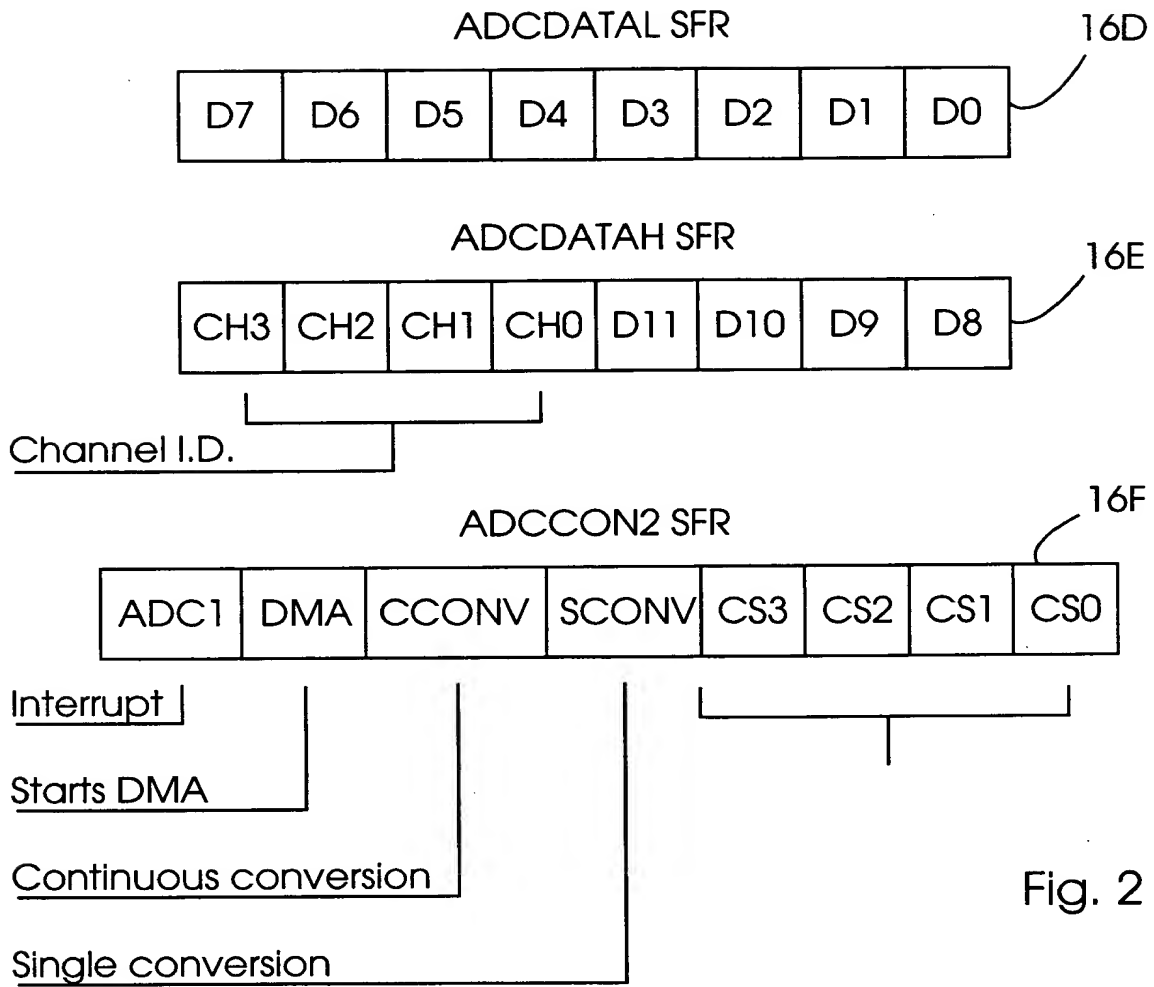 ADCDATAL SFR
16D
D7 D6 D5 D4 D3 D2 D1 D0
ADCDATAH SFR
16E
CH3 CH2 CH1 CH0 D11 D10 D9 D8
Channel I.D.
ADCCON2 SFR
16F
ADC1 DMA CCONV SCONV CS3 CS2 CS1 CS0
Interrupt
Starts DMA
Continuous conversion
Single conversion
Fig. 2